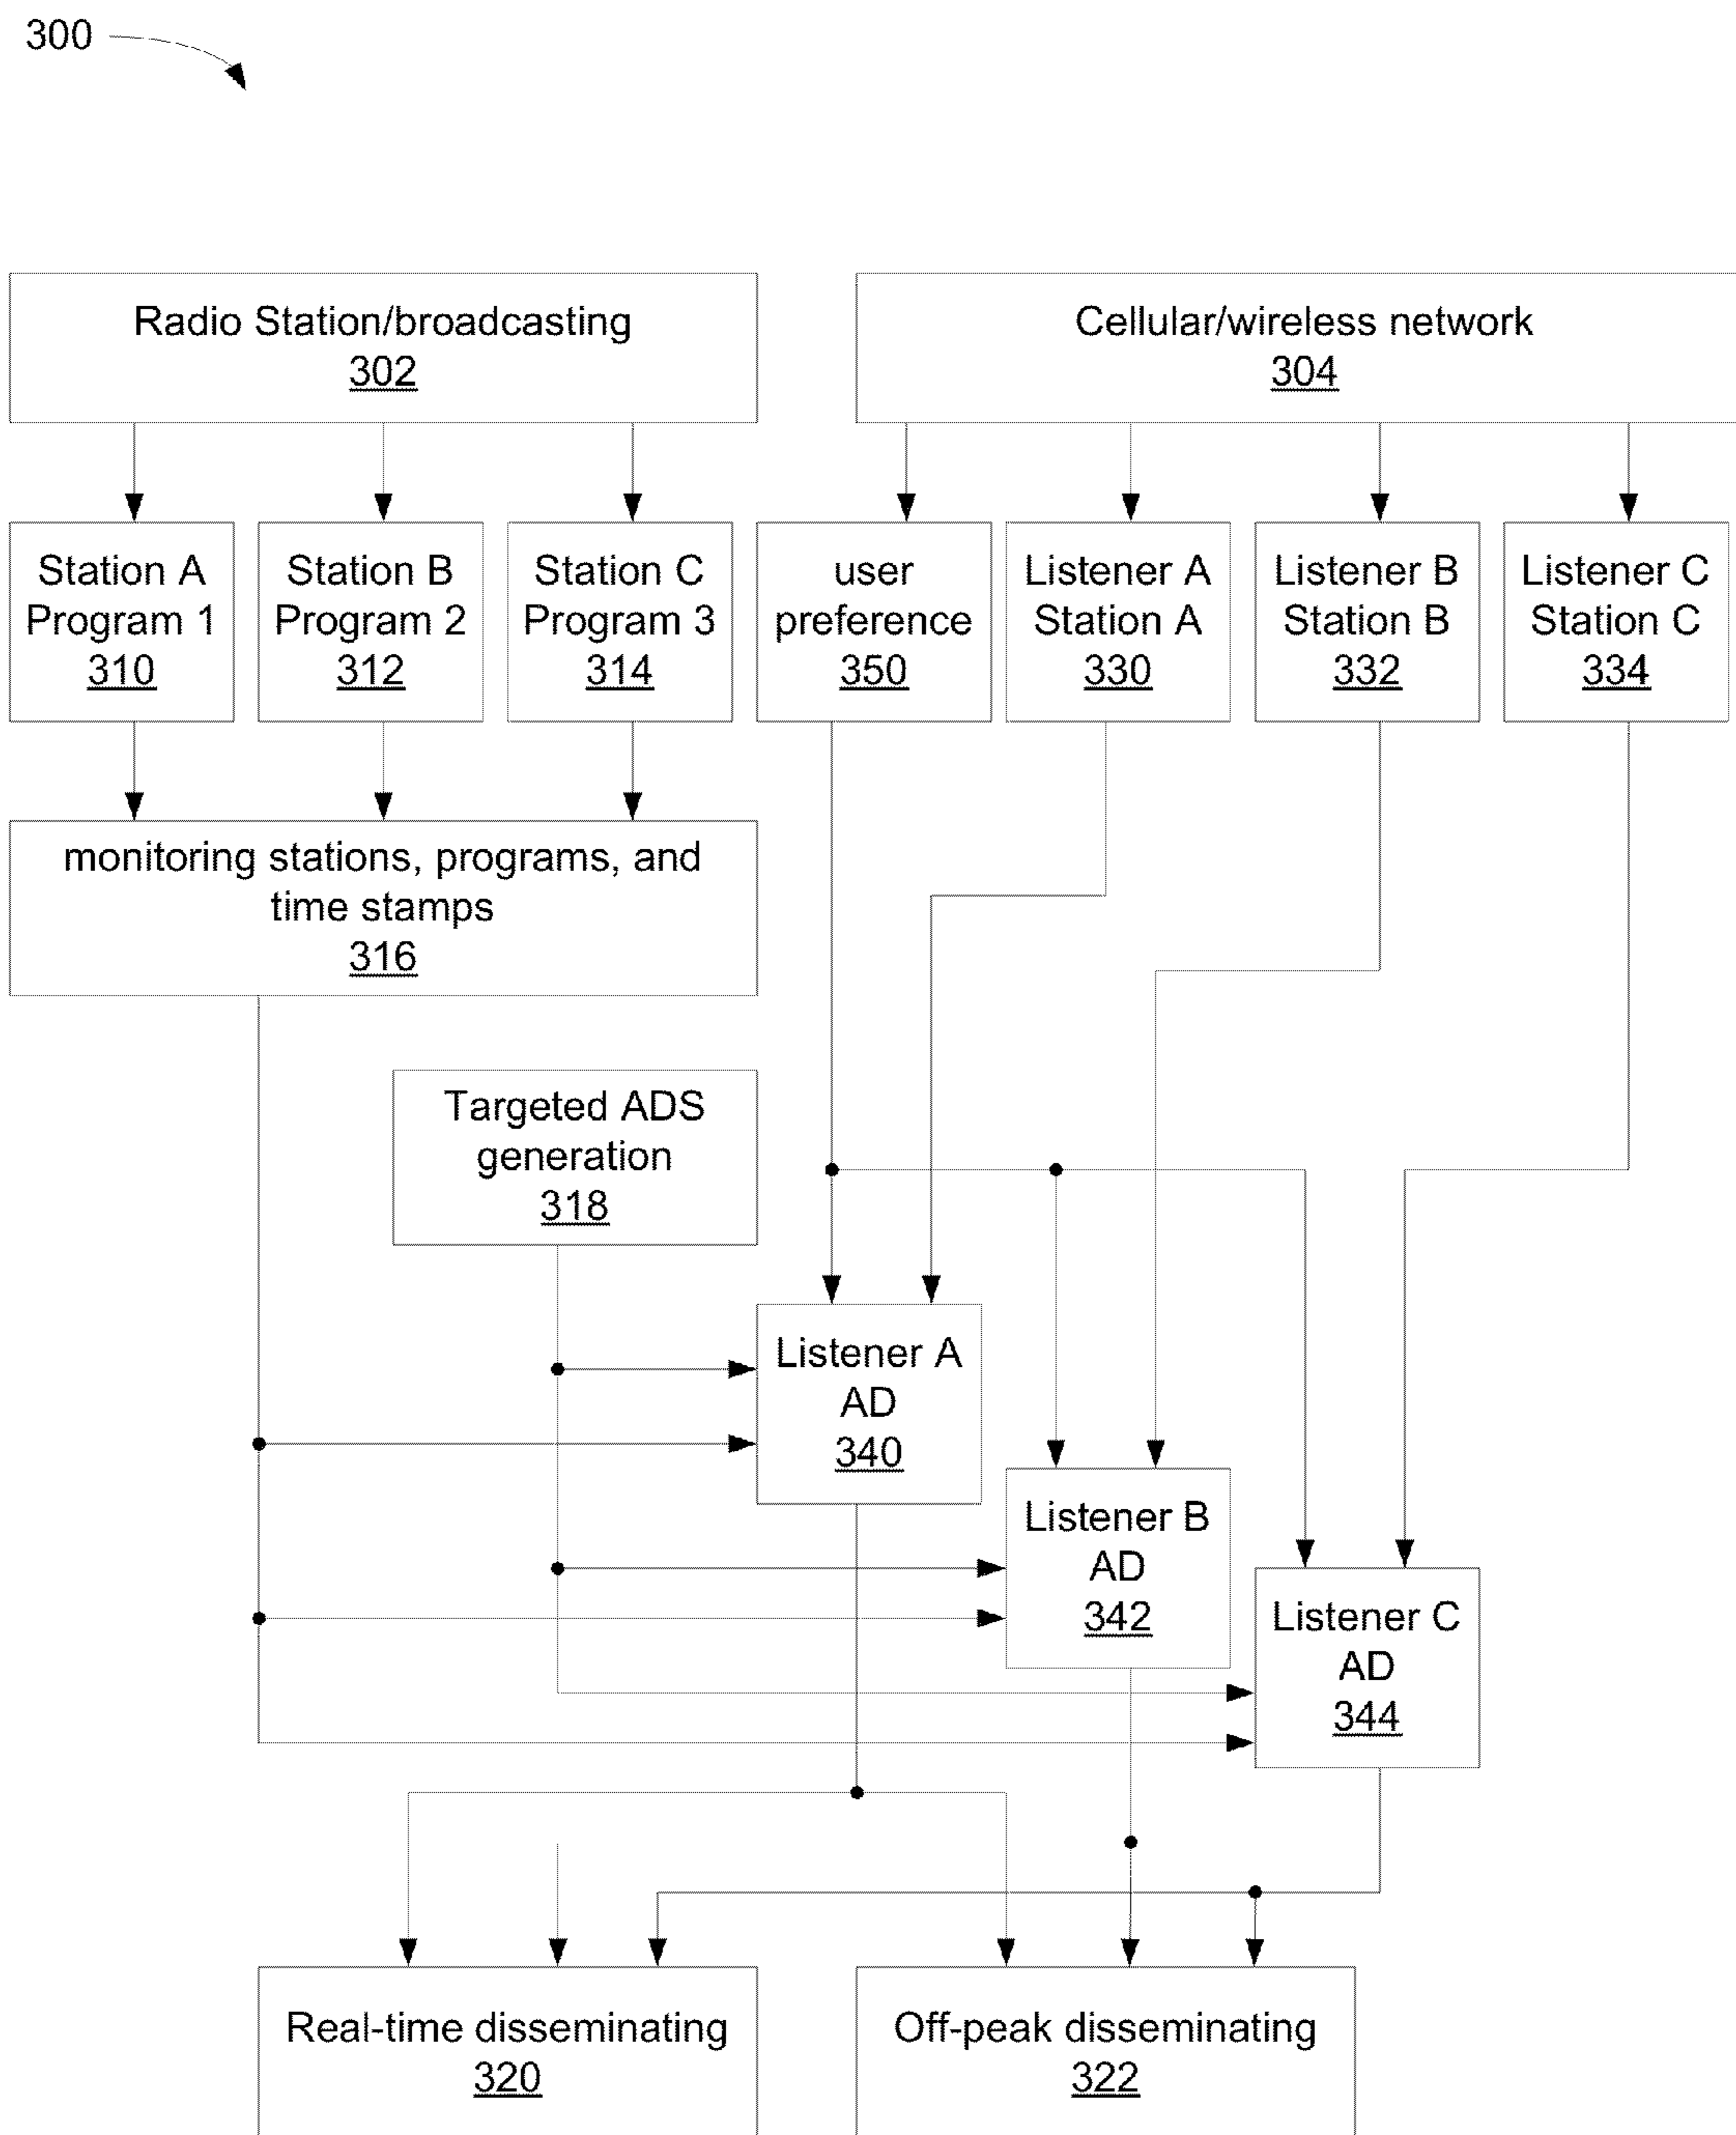 300
Radio Station/broadcasting
302
Cellular/wireless network
304
Station A
Program 1
310
Station B
Program 2
312
Station C
Program 3
314
user
preference
350
Listener A
Station A
330
Listener B
Station B
332
Listener C
Station C
334
monitoring stations, programs, and
time stamps
316
Targeted ADS
generation
318
Listener A
AD
340
Listener B
AD
342
Listener C
AD
344
Real-time disseminating
320
Off-peak disseminating
322